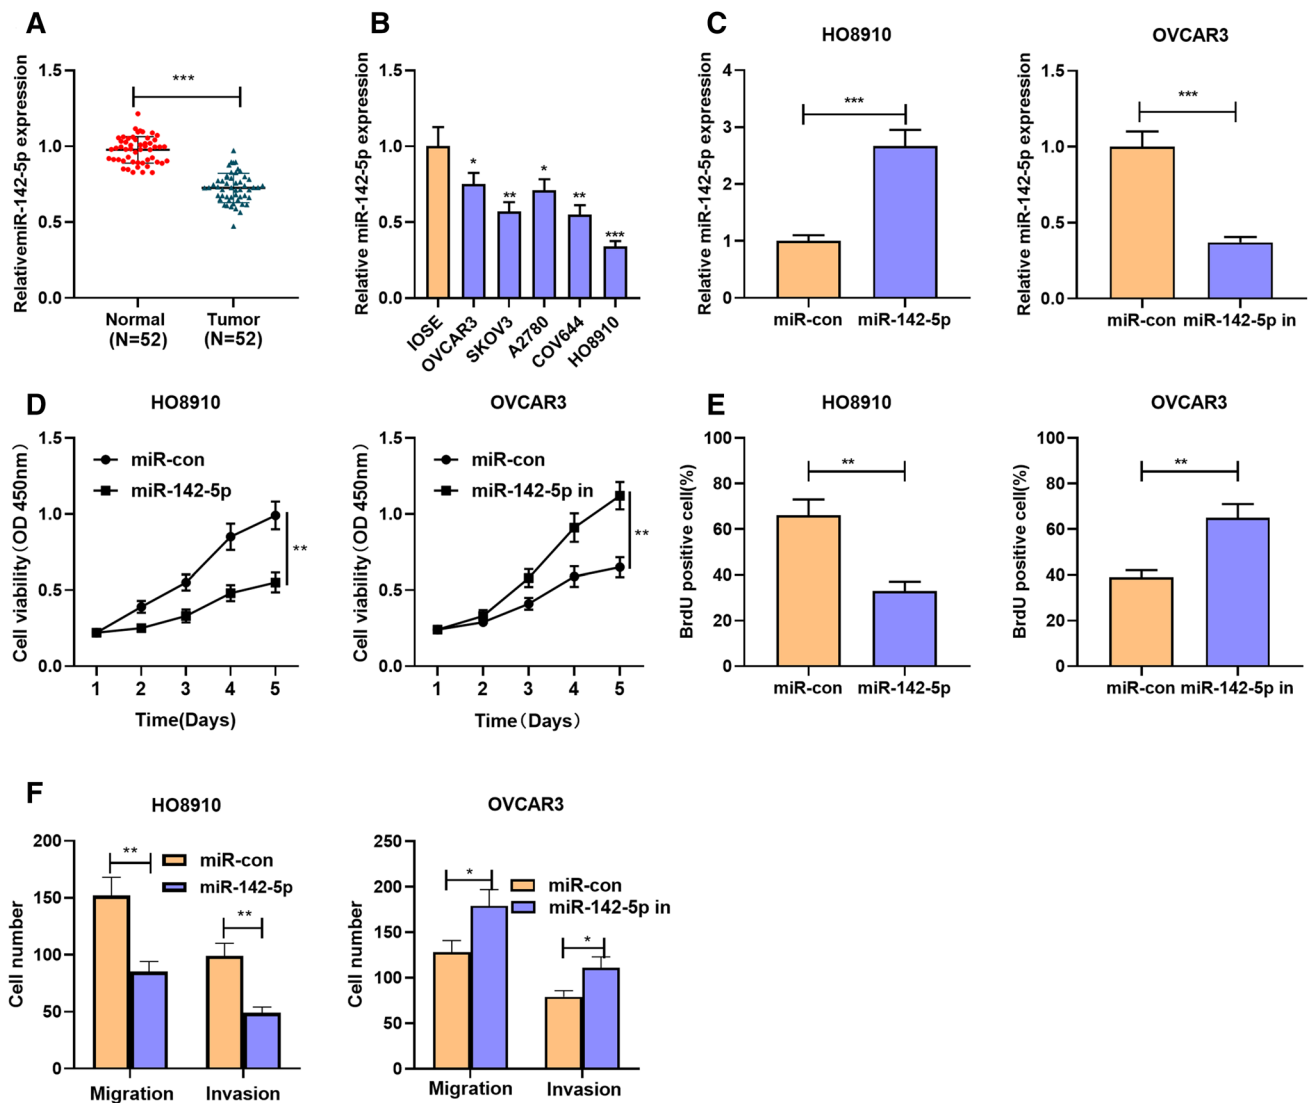 A
RelativemiR-142-5p expression
1.5
1.0
0.5
0.0
***
Normal
(N=52)
Tumor
(N=52)
B
Relative miR-142-5p expression
1.5
1.0
0.5
0.0
*
**
*
**
***
IOSE
OVCAR3
SKOV3
A2780
COV644
HO8910
C
HO8910
Relative miR-142-5p expression
4
3
2
1
0
***
miR-con
miR-142-5p
OVCAR3
Relative miR-142-5p expression
1.5
1.0
0.5
0.0
***
miR-con
miR-142-5p in
D
HO8910
Cell viability(OD 450nm)
1.5
1.0
0.5
0.0
miR-con
miR-142-5p
**
1 2 3 4 5
Time(Days)
OVCAR3
Cell viability(OD 450nm)
1.5
1.0
0.5
0.0
miR-con
miR-142-5p in
**
1 2 3 4 5
Time(Days)
E
HO8910
BrdU positive cell(%)
100
80
60
40
20
0
**
miR-con
miR-142-5p
OVCAR3
BrdU positive cell(%)
100
80
60
40
20
0
**
miR-con
miR-142-5p in
F
HO8910
Cell number
200
150
100
50
0
**
**
miR-con
miR-142-5p
Migration
Invasion
OVCAR3
Cell number
250
200
150
100
50
0
*
*
miR-con
miR-142-5p in
Migration
Invasion